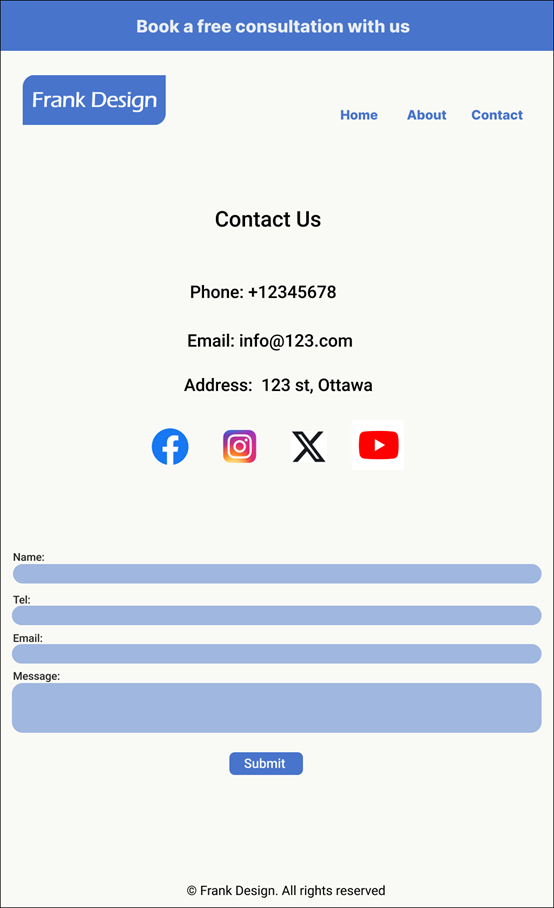 Book a free consultation with us
Frank Design
Home About Contact
Contact Us
Phone: +12345678
Email: info@123.com
Address: 123 st, Ottawa
Name:
Tel:
Email:
Message:
Submit
© Frank Design. All rights reserved